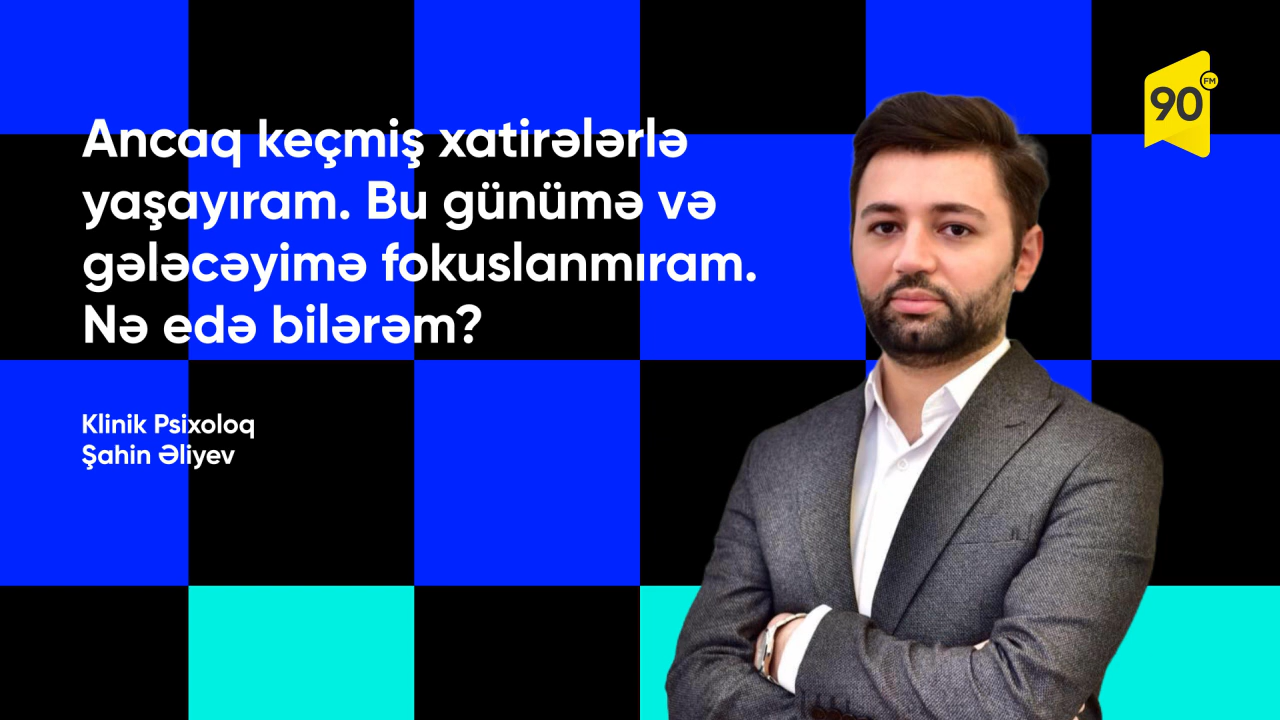 Ancaq keçmiş xatirələrlə
yaşayıram. Bu günümə və
gələcəyimə fokuslanmıram.
Nə edə bilərəm?
Klinik Psixoloq
Şahin Əliyev
90
FM